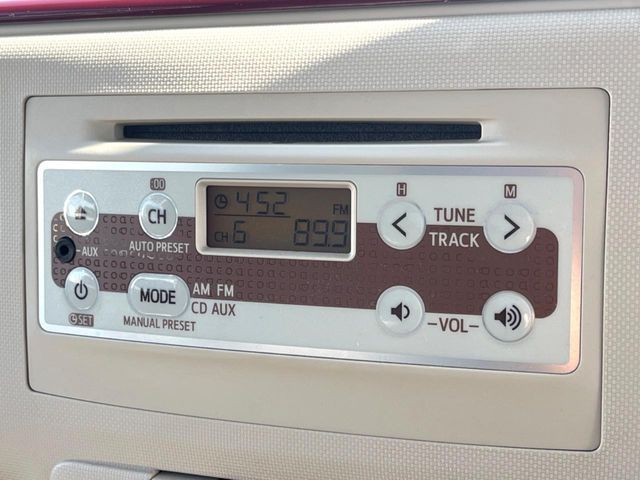 :00
CH
AUTO PRESET
AUX
SET
MODE
MANUAL PRESET
AM FM
CD AUX
4 52
FM
CH 6 89.9
H
M
TUNE
TRACK
-VOL-